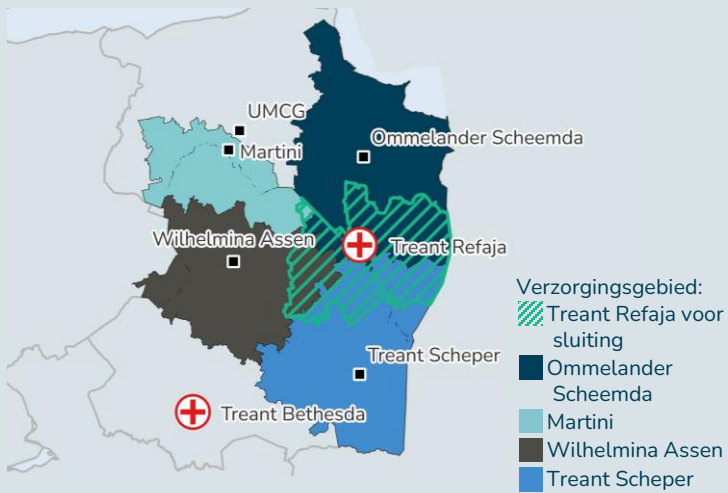 UMCG
Martini
Ommelander Scheemda
Wilhelmina Assen
Treant Refaja
Treant Scheper
Treant Bethesda
Verzorgingsgebied:
Treant Refaja voor
sluiting
Ommelander
Scheemda
Martini
Wilhelmina Assen
Treant Scheper